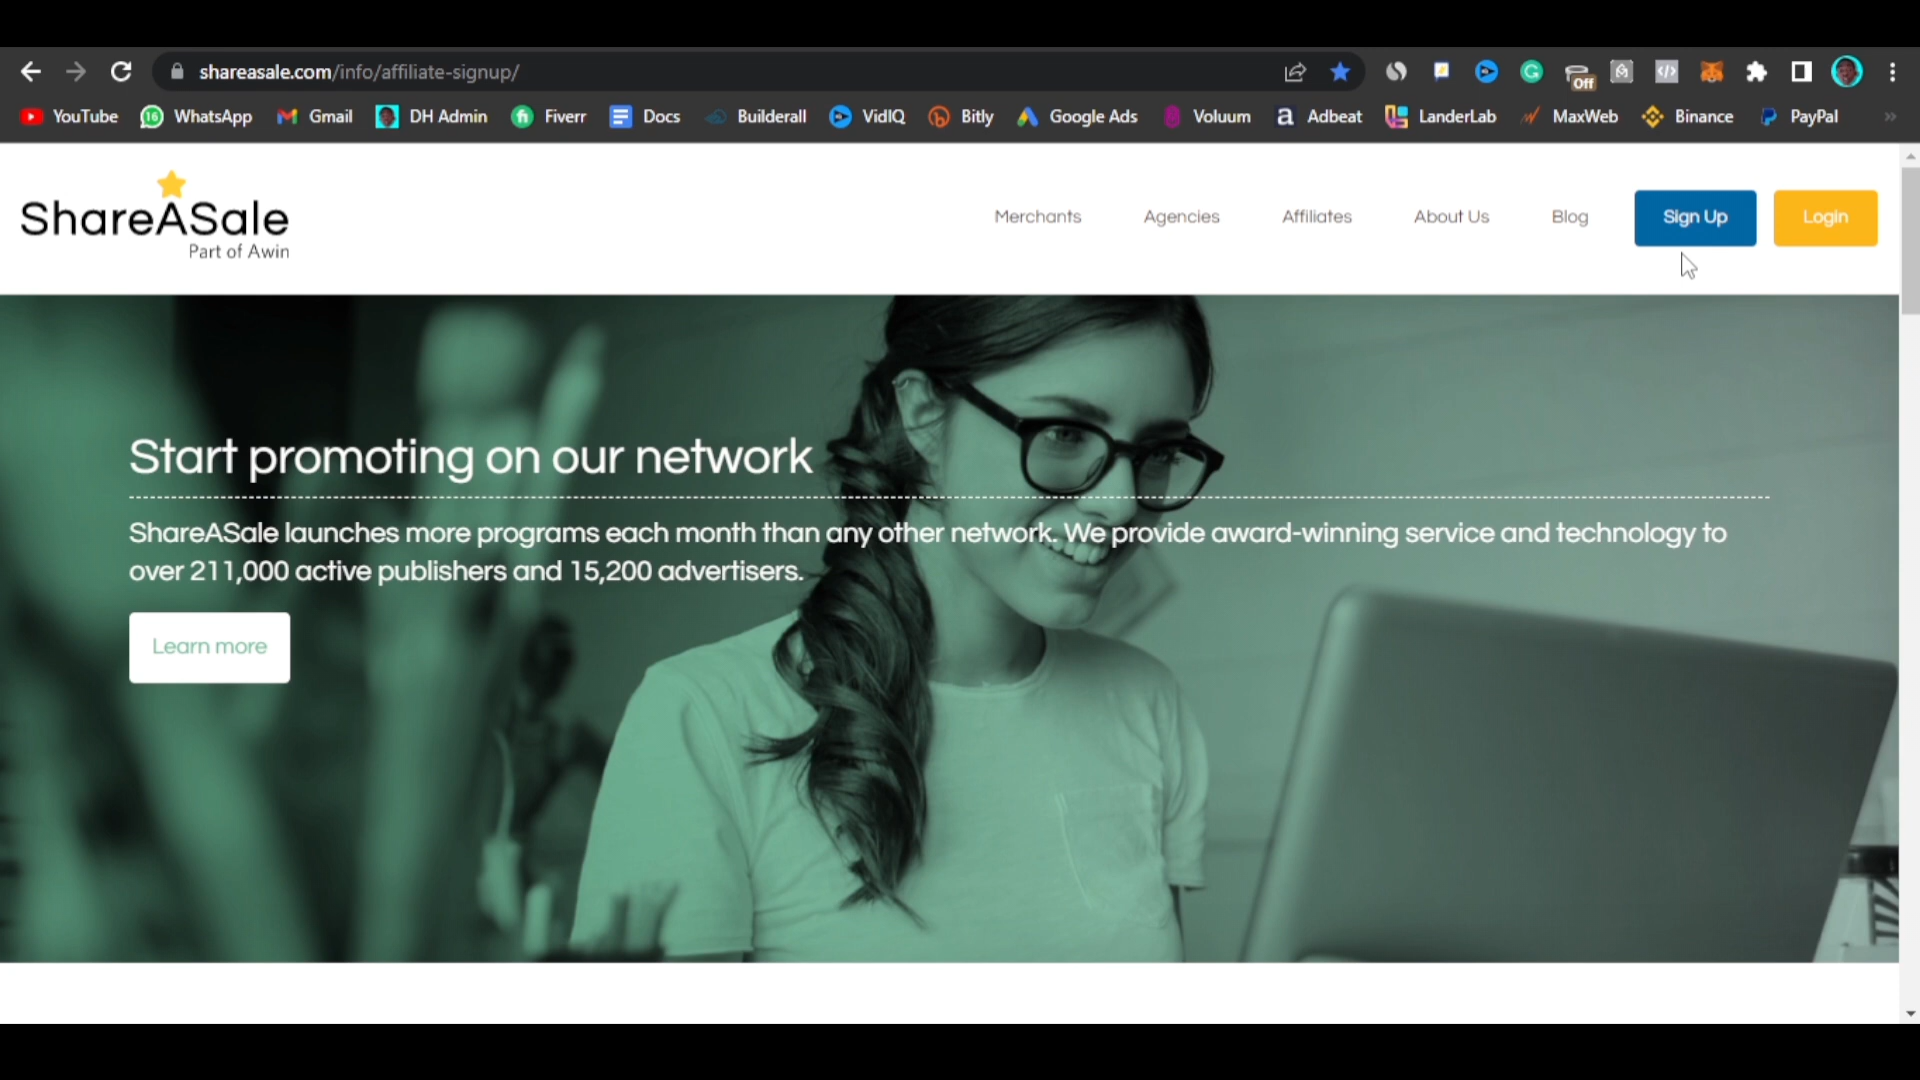 shareasale.com/info/affiliate-signup/
Off
YouTube 16 WhatsApp Gmail DH Admin fi Fiverr Docs Builderall VidIQ Bitly Google Ads Voluum a Adbeat LanderLab MaxWeb Binance PayPal »
ShareASale
Part of Awin
Merchants Agencies Affiliates About Us Blog Sign Up Login
Start promoting on our network
ShareASale launches more programs each month than any other network. We provide award-winning service and technology to
over 211,000 active publishers and 15,200 advertisers.
Learn more